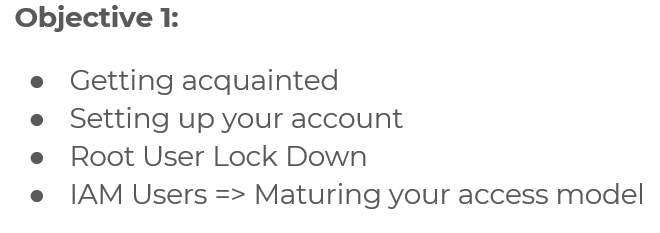 Objective 1:
● Getting acquainted
● Setting up your account
● Root User Lock Down
● IAM Users => Maturing your access model